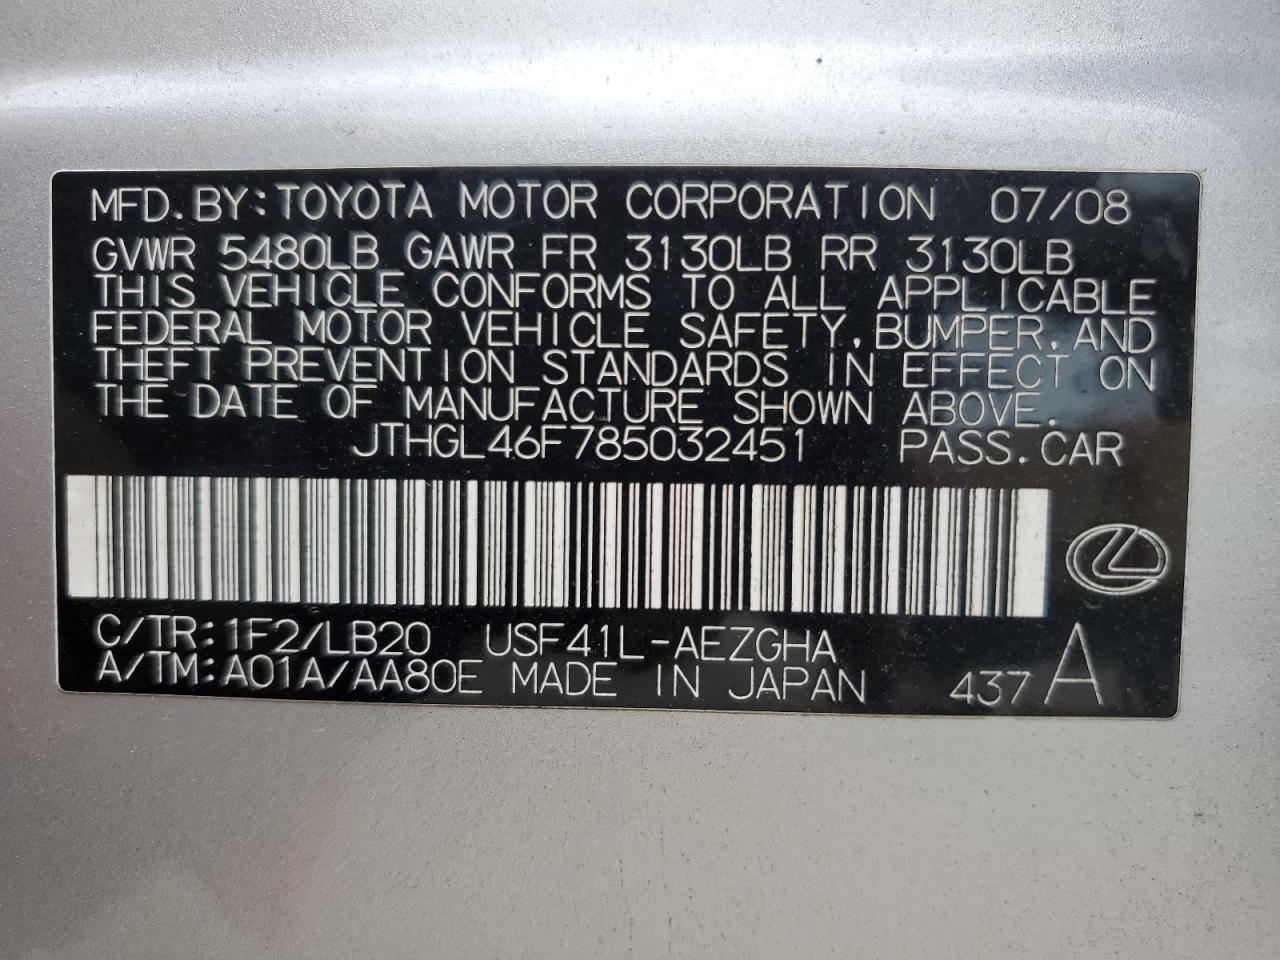 MFD.BY:TOYOTA MOTOR CORPORATION 07/08
GVWR 5480LB GAWR FR 3130LB RR 3130LB
THIS VEHICLE CONFORMS TO ALL APPLICABLE
FEDERAL MOTOR VEHICLE SAFETY,BUMPER,AND
THEFT PREVENTION STANDARDS IN EFFECT ON
THE DATE OF MANUFACTURE SHOWN ABOVE.
JTHGL46F785032451 PASS.CAR
C/TR:1F2/LB20 USF41L-AEZGHA
A/TM:A01A/AA80E MADE IN JAPAN 437 A